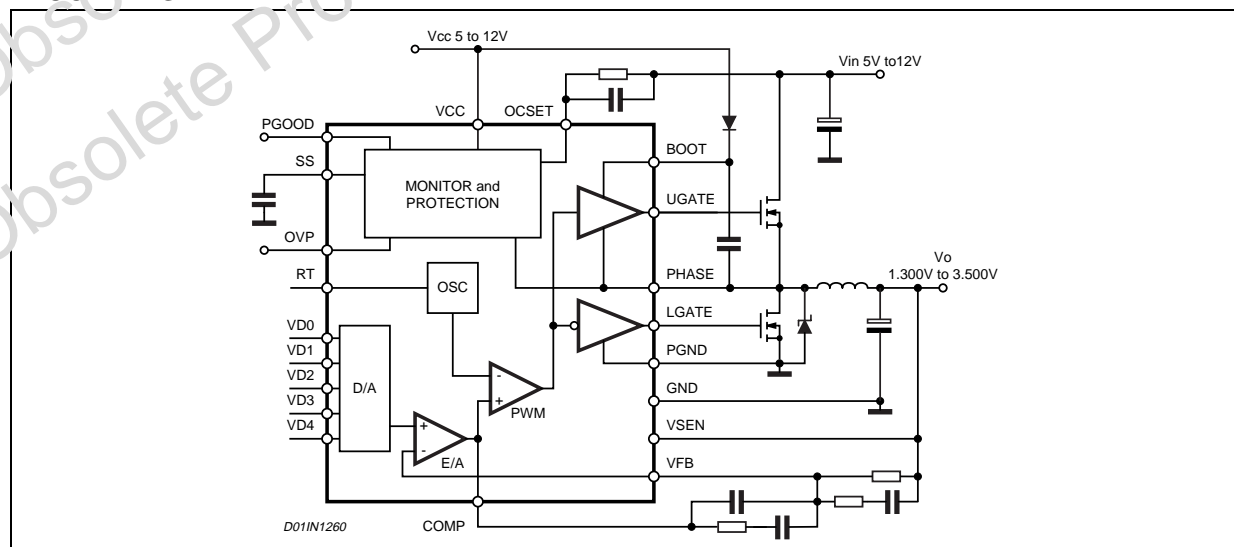 Vcc 5 to 12V
Vin 5V to12V
VCC
OCSET
PGOOD
SS
OVP
RT
VD0
VD1
VD2
VD3
VD4
MONITOR and
PROTECTION
OSC
D/A
+
-
E/A
-
+
PWM
BOOT
UGATE
PHASE
LGATE
PGND
GND
VSEN
VFB
Vo
1.300V to 3.500V
COMP
D01IN1260
Obsolete Pro